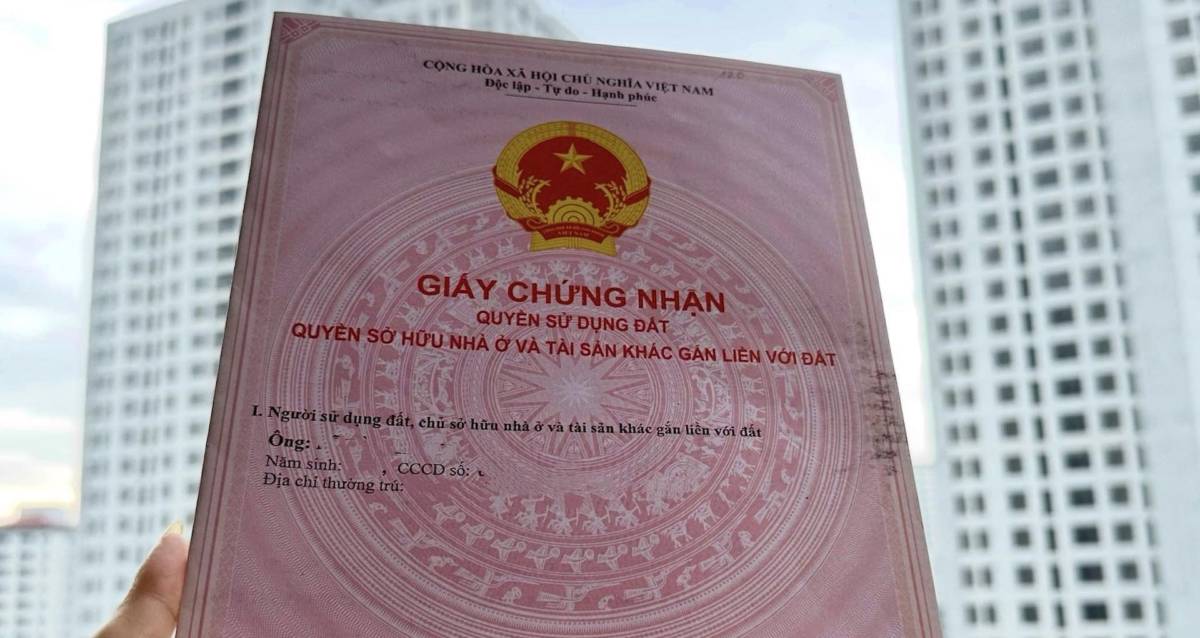 CỘNG HÒA XÃ HỘI CHỦ NGHĨA VIỆT NAM
Độc lập - Tự do - Hạnh phúc
VIỆT NAM
GIẤY CHỨNG NHẬN
QUYỀN SỬ DỤNG ĐẤT
QUYỀN SỞ HỮU NHÀ Ở VÀ TÀI SẢN KHÁC GẮN LIỀN VỚI ĐẤT
I. Người sử dụng đất, chủ sở hữu nhà ở và tài sản khác gắn liền với đất
Ông:
Năm sinh: , CCCD số:
Địa chỉ thường trú: